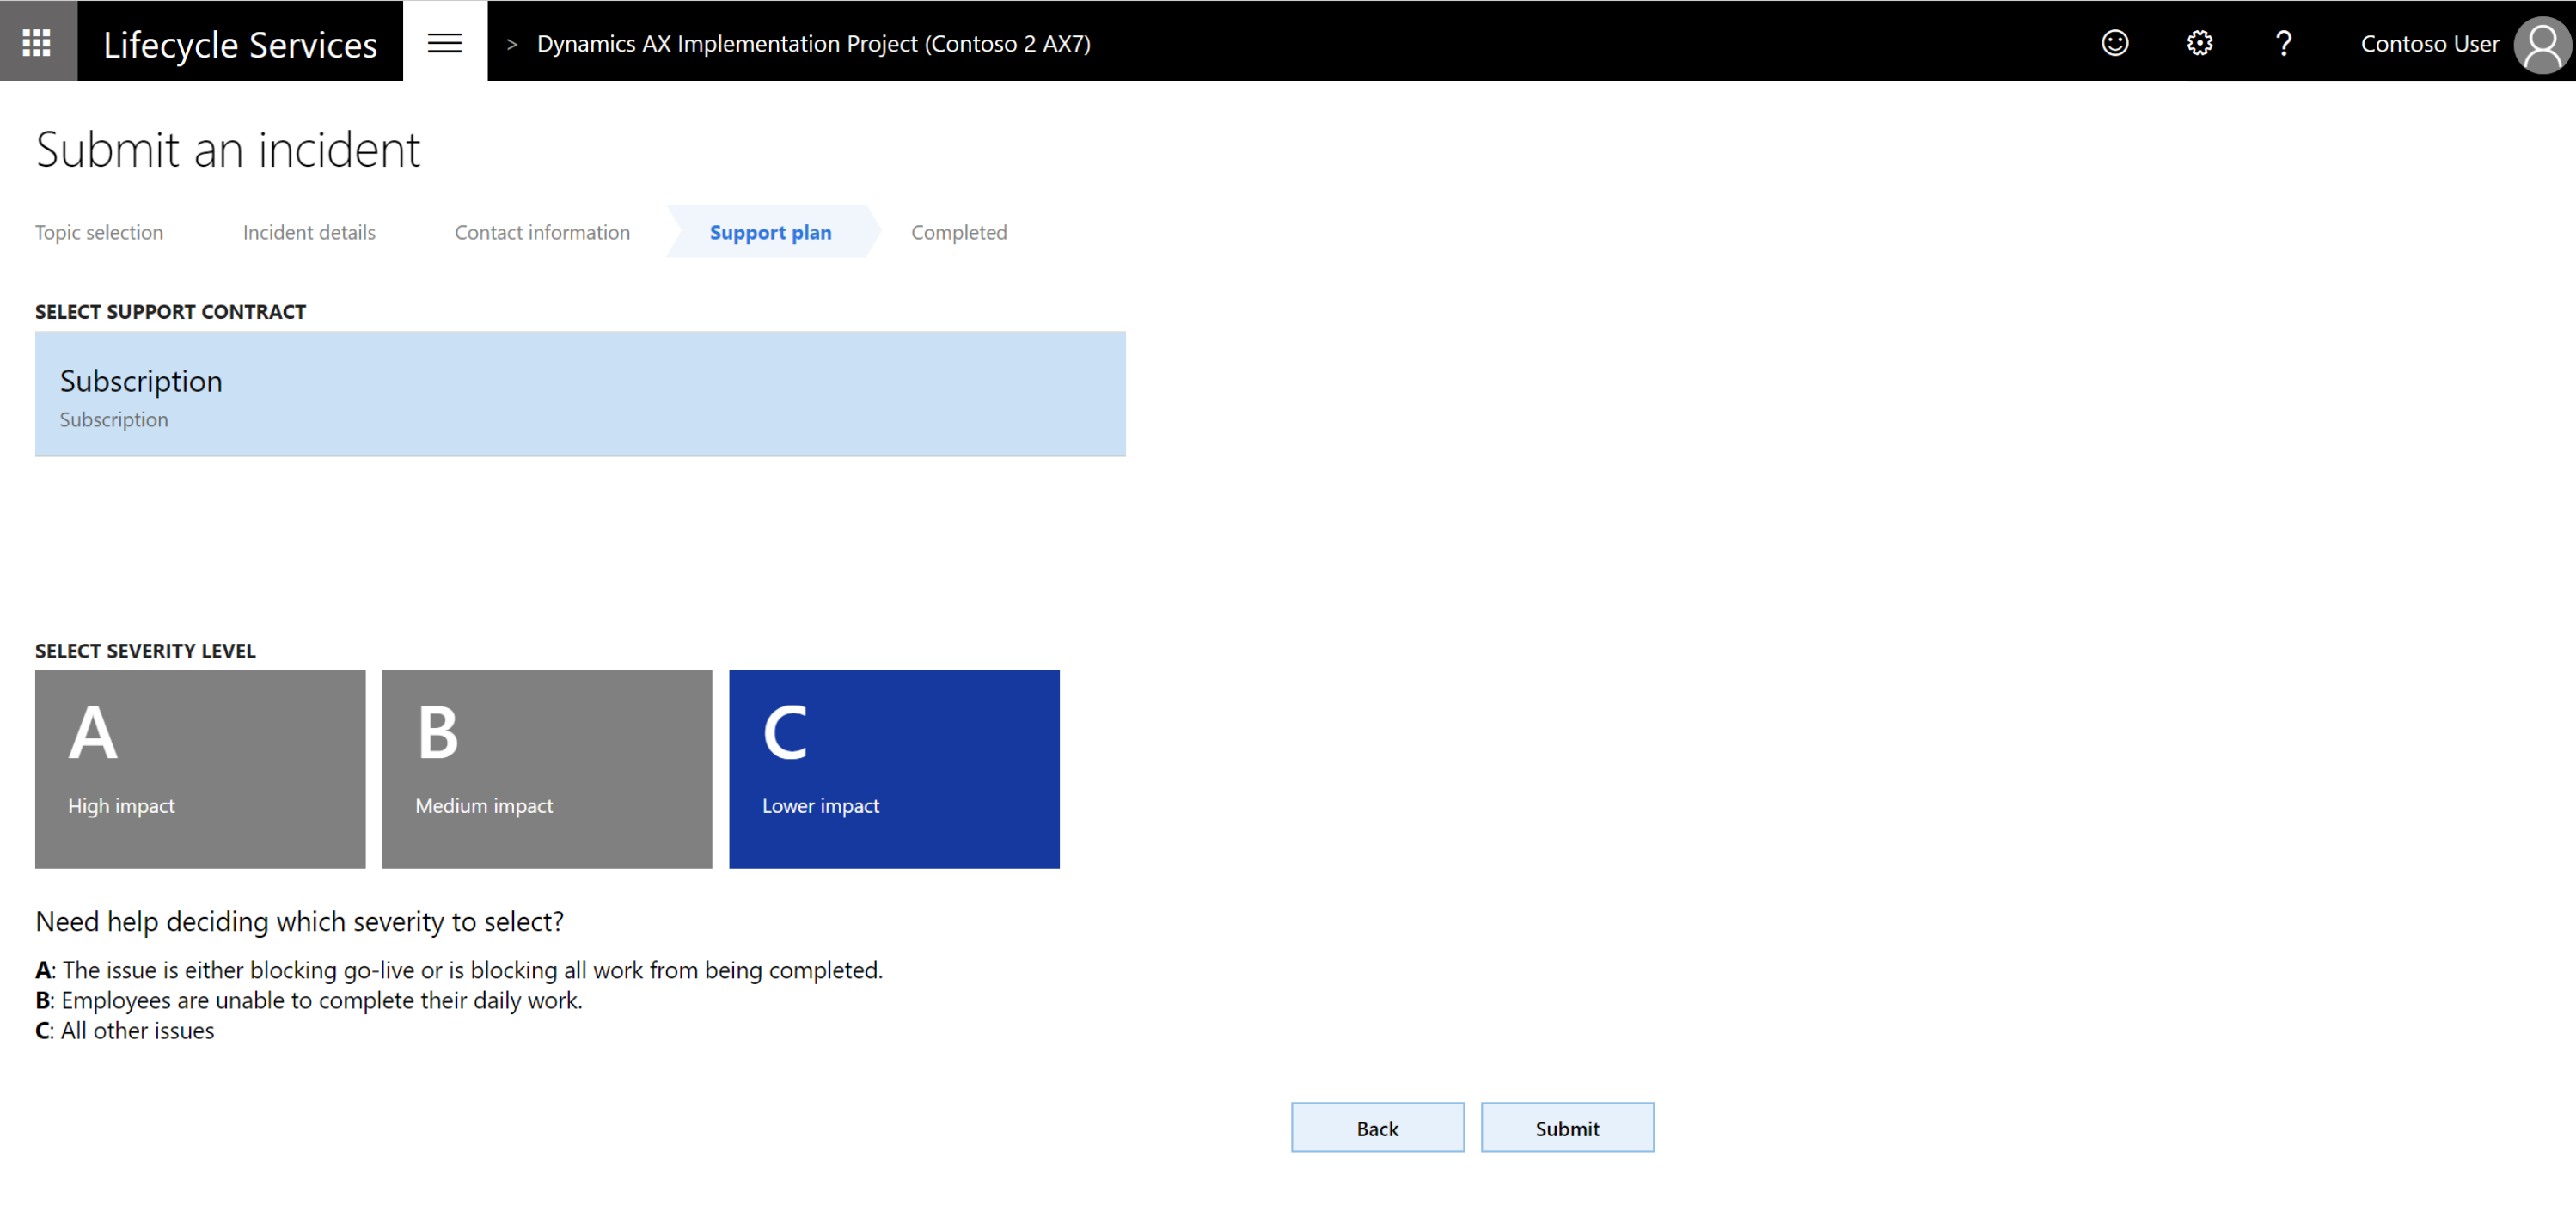 Lifecycle Services > Dynamics AX Implementation Project (Contoso 2 AX7) ? Contoso User
Submit an incident
Topic selection Incident details Contact information Support plan Completed
SELECT SUPPORT CONTRACT
Subscription
Subscription
SELECT SEVERITY LEVEL
A B C
High impact Medium impact Lower impact
Need help deciding which severity to select?
A: The issue is either blocking go-live or is blocking all work from being completed.
B: Employees are unable to complete their daily work.
C: All other issues
Back Submit